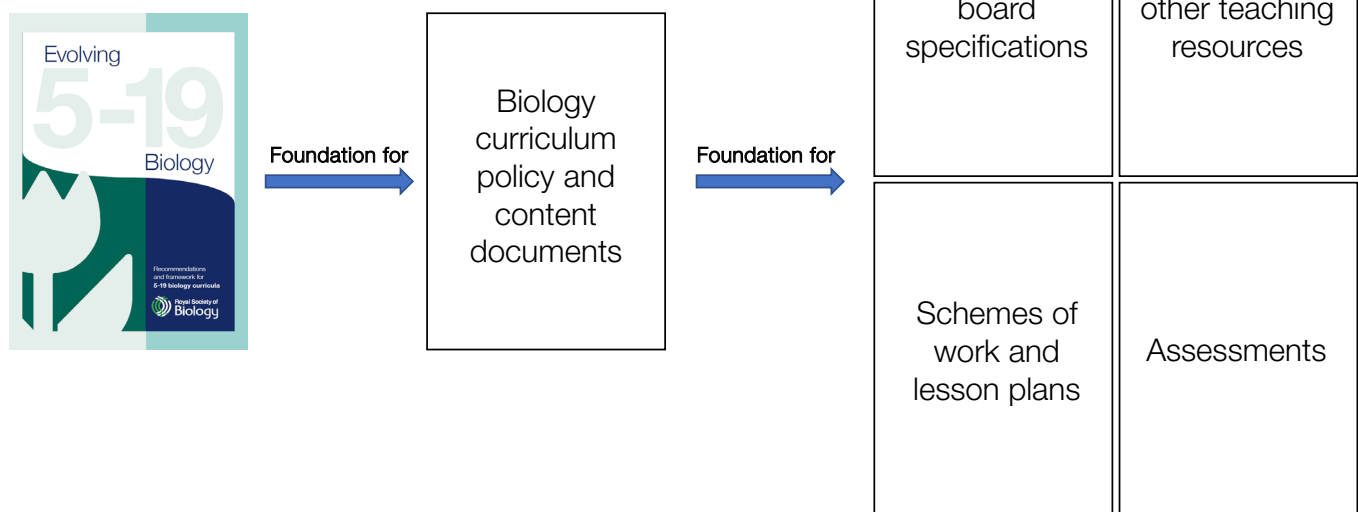 Evolving
5-19
Biology
Recommendations
and framework for
5-19 biology curricula
Royal Society of
Biology
Foundation for
Biology
curriculum
policy and
content
documents
Foundation for
board
specifications
other teaching
resources
Schemes of
work and
lesson plans
Assessments